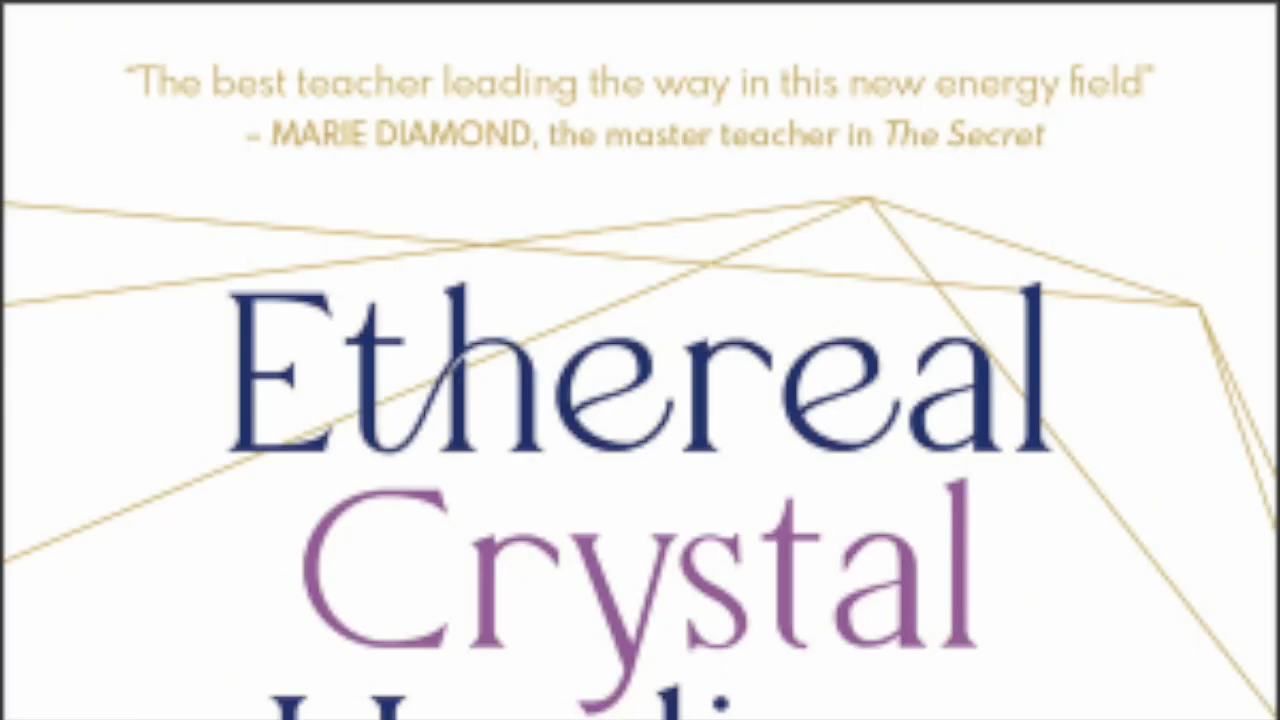 “The best teacher leading the way in this new energy field”
– MARIE DIAMOND, the master teacher in The Secret
Ethereal
Crystal